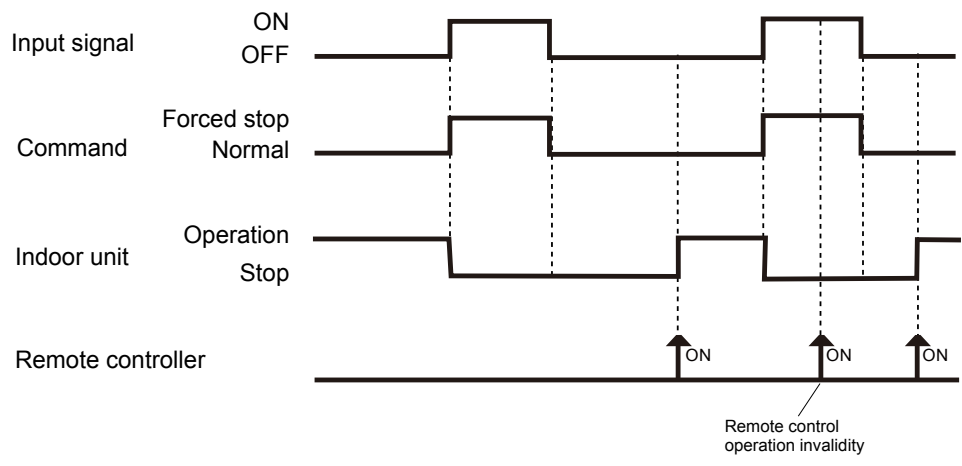 Input signal
ON
OFF
Command
Forced stop
Normal
Indoor unit
Operation
Stop
Remote controller
ON
ON
ON
Remote control
operation invalidity